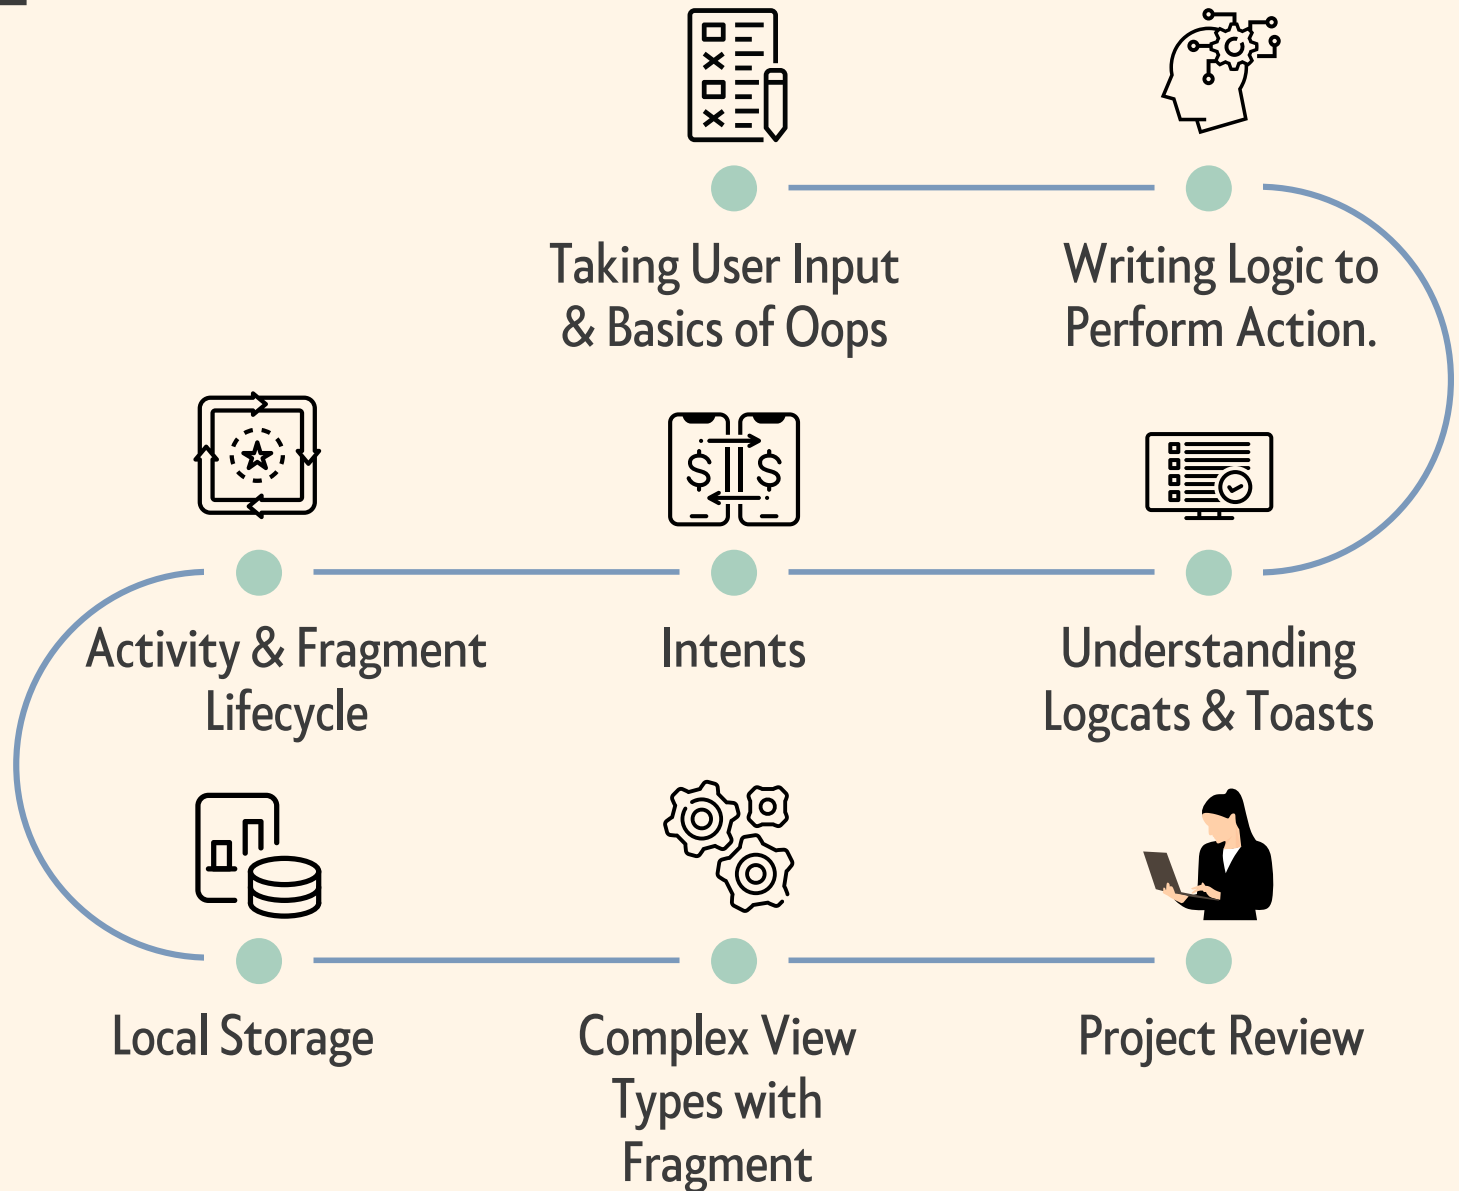 Taking User Input
& Basics of Oops
Writing Logic to
Perform Action.
Activity & Fragment
Lifecycle
Intents
Understanding
Logcats & Toasts
Local Storage
Complex View
Types with
Fragment
Project Review